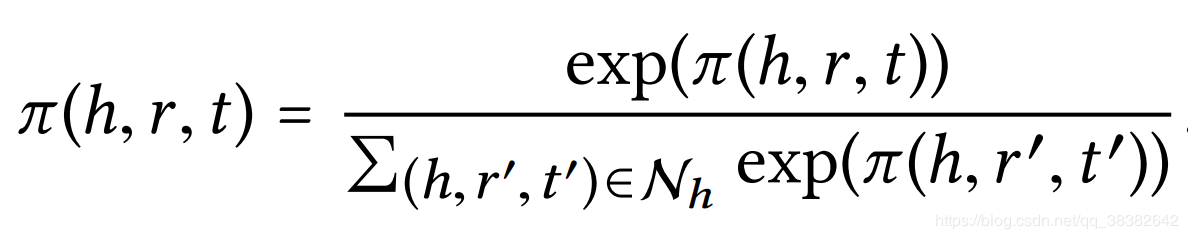 π(h, r, t) = exp(π(h, r, t)) / ∑_{(h, r′, t′)∈𝒩_h} exp(π(h, r′, t′)) .
https://blog.csdn.net/qq_38382642